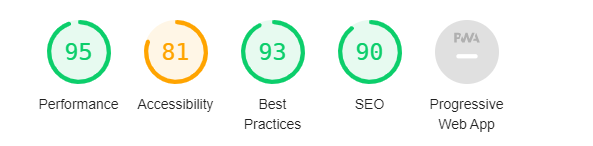 95 81 93 90 PWA
Performance Accessibility Best Practices SEO Progressive Web App